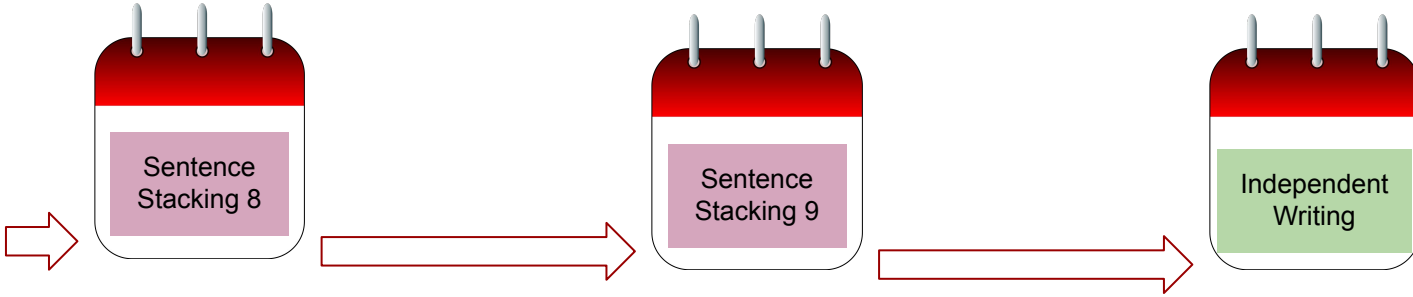 Sentence
Stacking 8
Sentence
Stacking 9
Independent
Writing